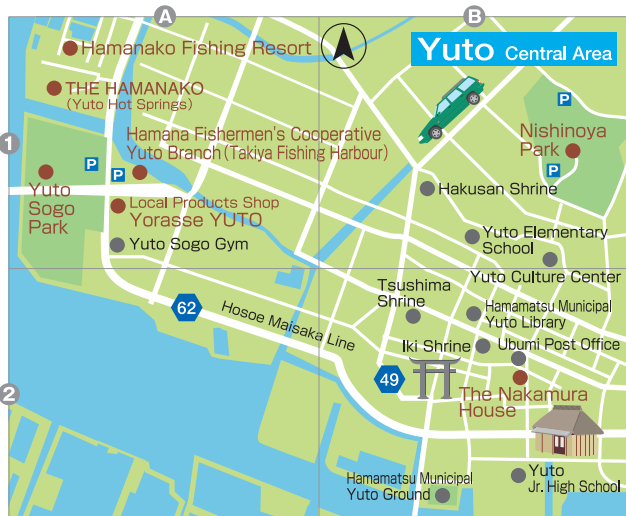 A
B
Yuto Central Area
Hamanako Fishing Resort
THE HAMANAKO
(Yuto Hot Springs)
P
1
Hamana Fishermen's Cooperative
Yuto Branch (Takiya Fishing Harbour)
Nishinoya
Park
P
P
P
Yuto
Sogo
Park
Hakusan Shrine
Local Products Shop
Yorasse YUTO
Yuto Sogo Gym
Yuto Elementary
School
Yuto Culture Center
Tsushima
Shrine
Hamamatsu Municipal
Yuto Library
62
Hosoe Maisaka Line
Iki Shrine
Ubumi Post Office
49
The Nakamura
House
2
Hamamatsu Municipal
Yuto Ground
Yuto
Jr. High School